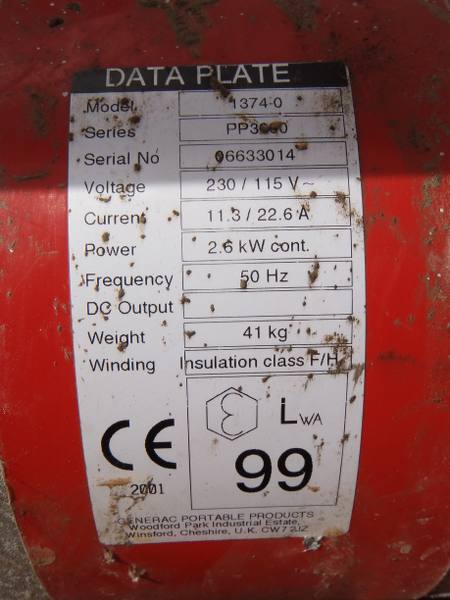 DATA PLATE
Model 1374-0
Series
Serial No 06633014
Voltage 230 / 115 V ~
Current 11.3 / 22.6 A
Power 2.6 kW cont.
Frequency 50 Hz
DC Output
Weight 41 kg
Winding Insulation class F/H
ε LWA
CE 99
2001
GENERAC PORTABLE PRODUCTS
Woodford Park Industrial Estate,
Winsford, Cheshire, U.K. CW7 2JZ